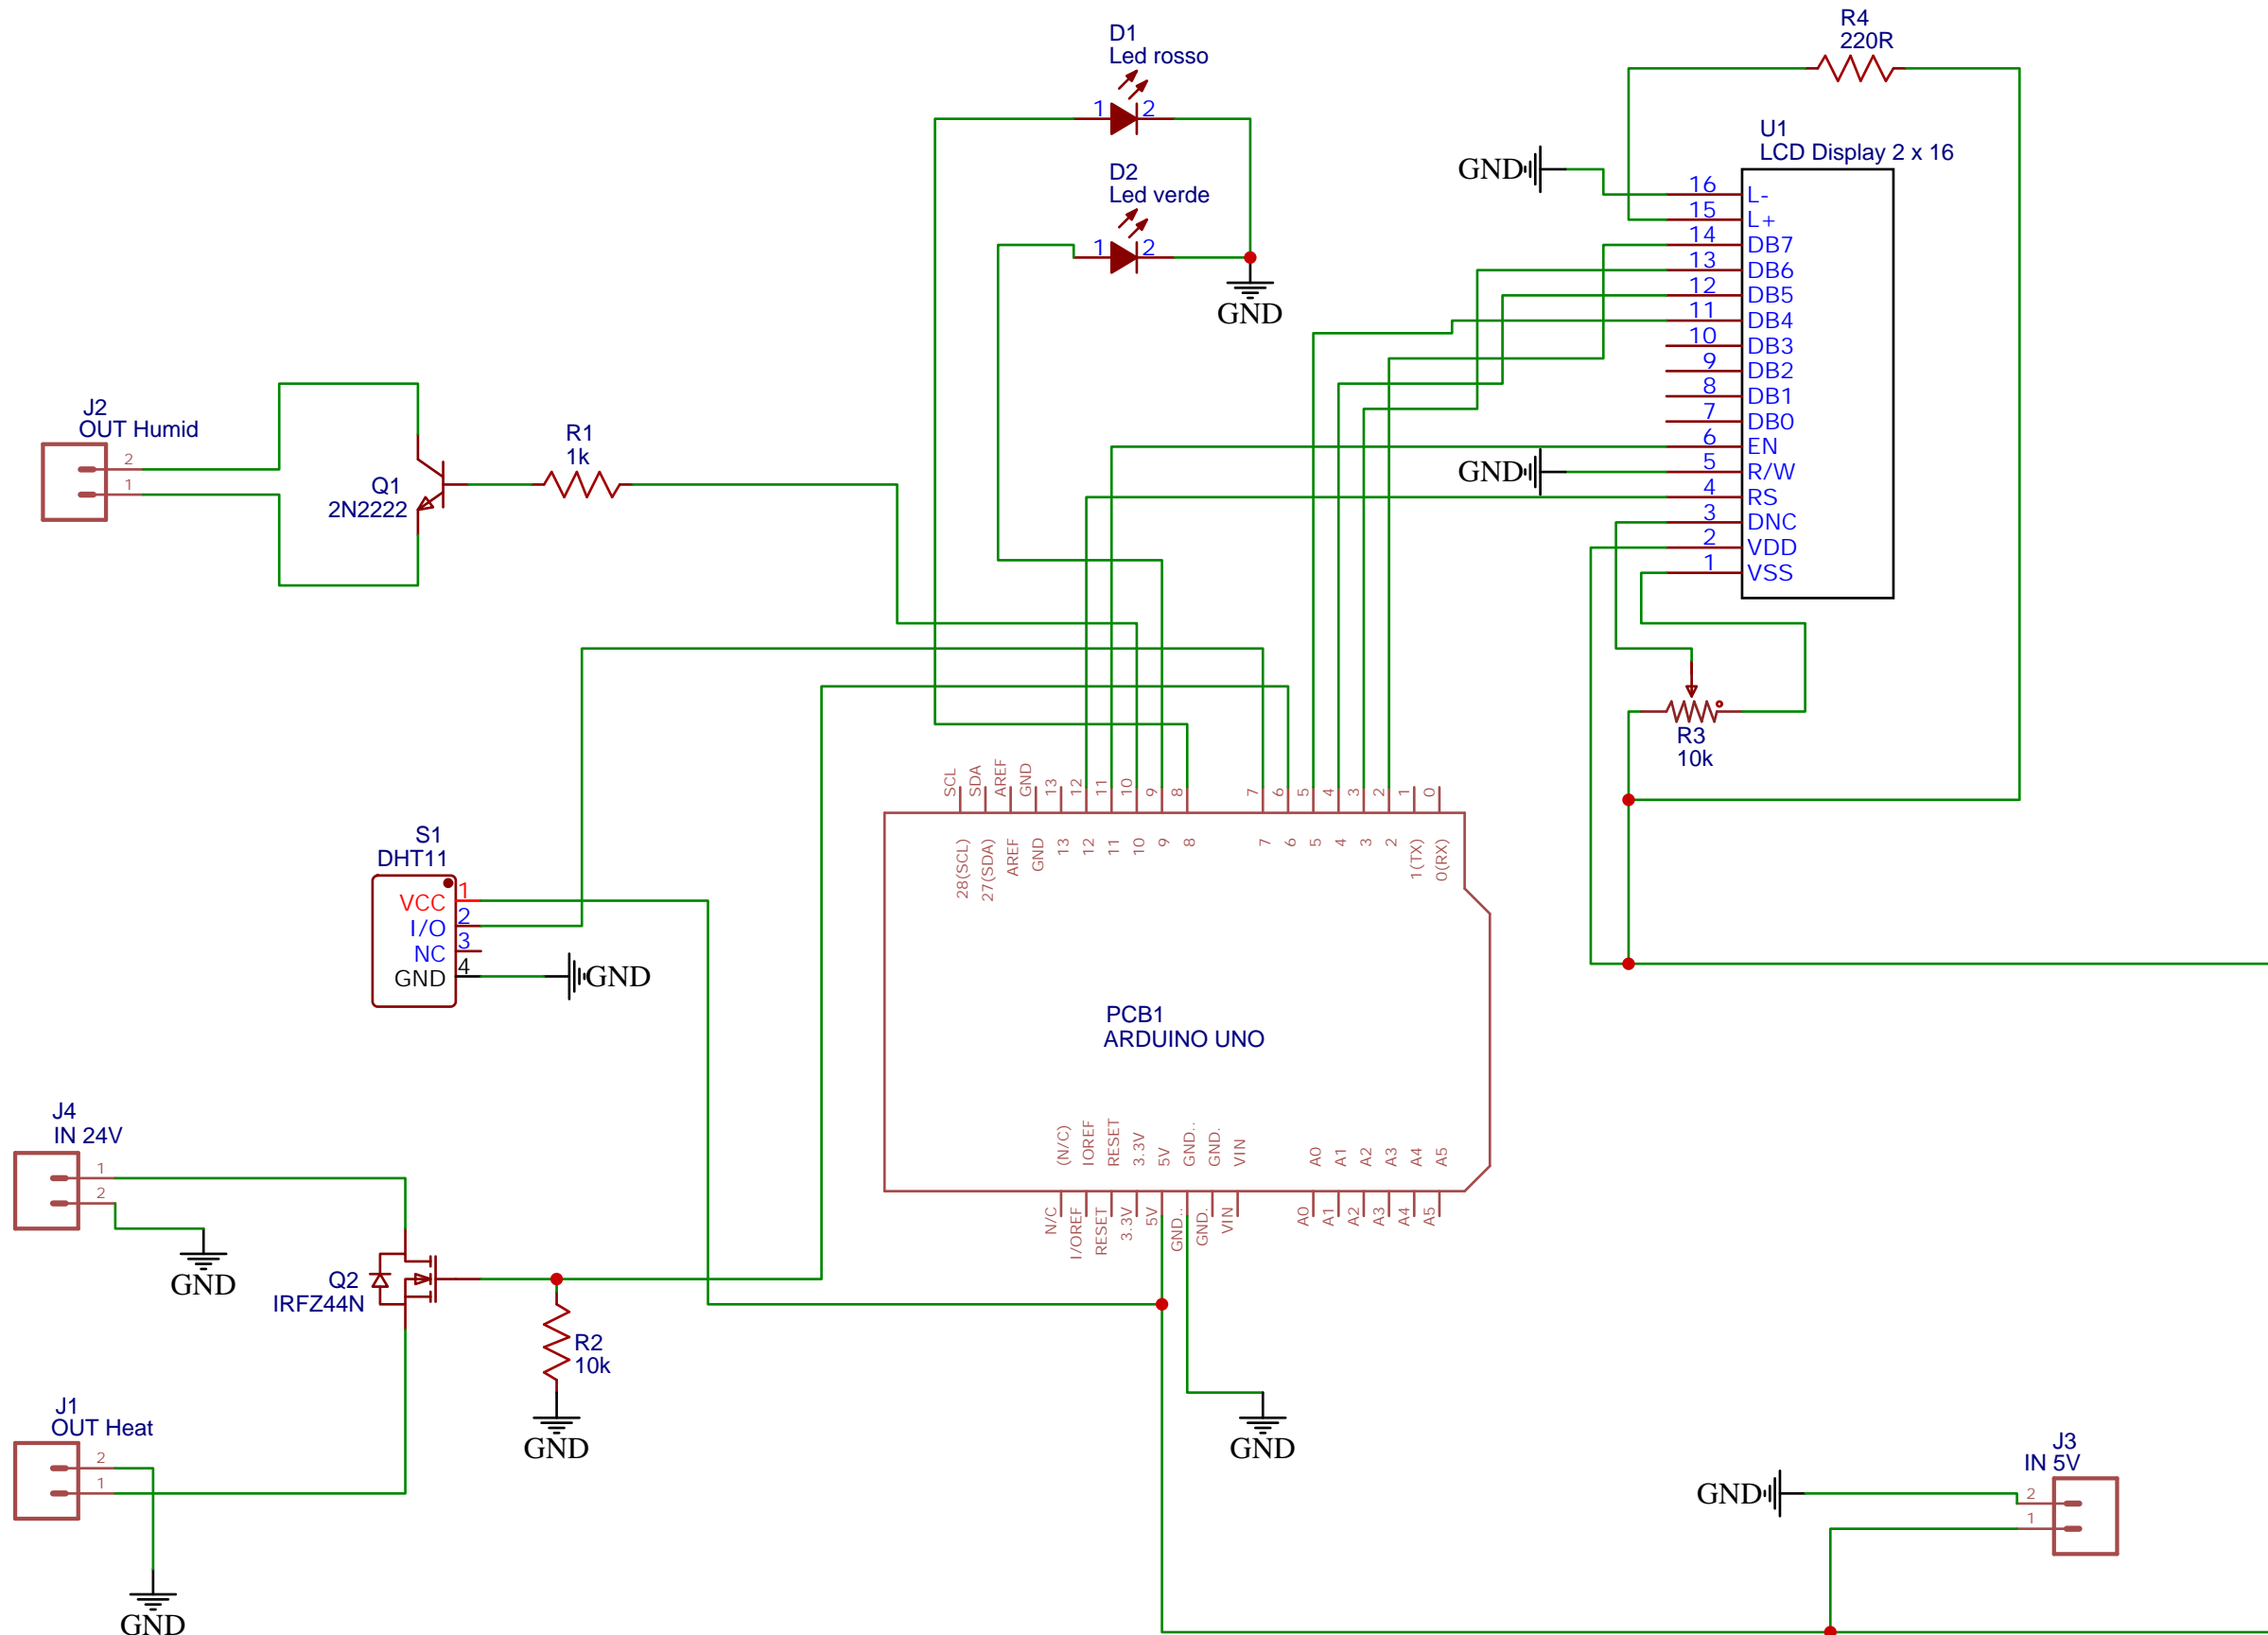 R4
220R
D1
Led rosso
1 2
D2
Led verde
1 2
GND
U1
LCD Display 2 x 16
GND
16 L-
15 L+
14 DB7
13 DB6
12 DB5
11 DB4
10 DB3
9 DB2
8 DB1
7 DB0
6 EN
GND
5 R/W
4 RS
3 DNC
2 VDD
1 VSS
J2
OUT Humid
2
1
Q1
2N2222
R1
1k
R3
10k
SCL SDA AREF GND 13 12 11 10 9 8 7 6 5 4 3 2 1 0
28(SCL) 27(SDA) AREF GND 13 12 11 10 9 8 7 6 5 4 3 2 1(TX) 0(RX)
S1
DHT11
VCC 1
I/O 2
NC 3
GND 4
GND
PCB1
ARDUINO UNO
(N/C) IOREF RESET 3.3V 5V GND.. GND. VIN A0 A1 A2 A3 A4 A5
N/C I/OREF RESET 3.3V 5V GND.. GND. VIN A0 A1 A2 A3 A4 A5
J4
IN 24V
1
2
GND
Q2
IRFZ44N
R2
10k
GND
GND
J1
OUT Heat
2
1
GND
J3
IN 5V
GND
2
1